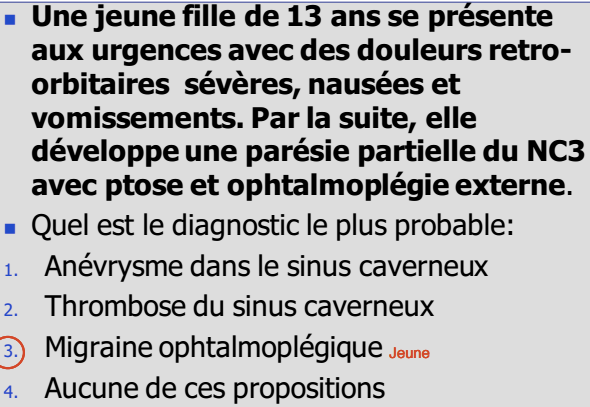 Une jeune fille de 13 ans se présente
aux urgences avec des douleurs retro-
orbitaires sévères, nausées et
vomissements. Par la suite, elle
développe une parésie partielle du NC3
avec ptose et ophtalmoplégie externe.
Quel est le diagnostic le plus probable:
1. Anévrysme dans le sinus caverneux
2. Thrombose du sinus caverneux
3. Migraine ophtalmoplégique Jeune
4. Aucune de ces propositions